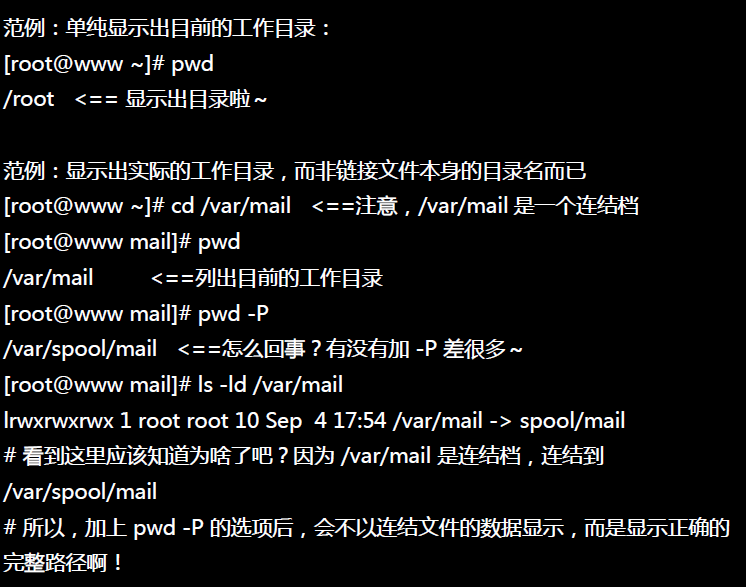 范例：单纯显示出目前的工作目录：
[root@www ~]# pwd
/root   <== 显示出目录啦～
范例：显示出实际的工作目录，而非链接文件本身的目录名而已
[root@www ~]# cd /var/mail   <==注意，/var/mail 是一个连结档
[root@www mail]# pwd
/var/mail         <==列出目前的工作目录
[root@www mail]# pwd -P
/var/spool/mail   <==怎么回事？有没有加 -P 差很多～
[root@www mail]# ls -ld /var/mail
lrwxrwxrwx 1 root root 10 Sep  4 17:54 /var/mail -> spool/mail
# 看到这里应该知道为啥了吧？因为 /var/mail 是连结档，连结到
/var/spool/mail
# 所以，加上 pwd -P 的选项后，会不以连结文件的数据显示，而是显示正确的
完整路径啊！